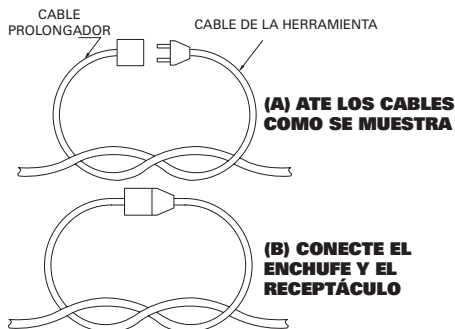 CABLE
PROLONGADOR
CABLE DE LA HERRAMIENTA
(A) ATE LOS CABLES
COMO SE MUESTRA
(B) CONECTE EL
ENCHUFE Y EL
RECEPTÁCULO